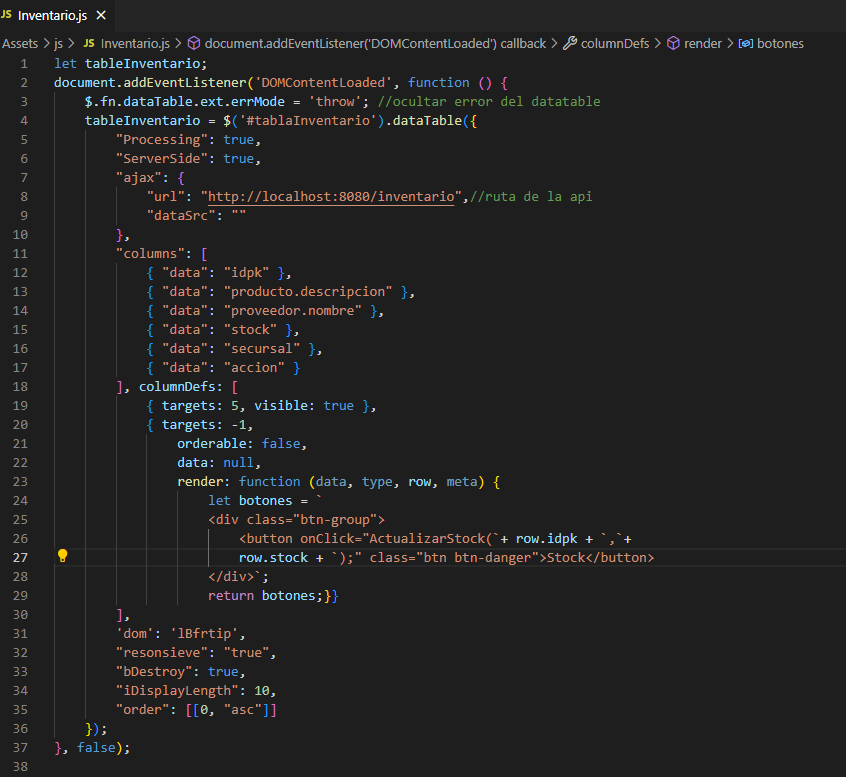 JS Inventario.js ×
Assets > js > JS Inventario.js > document.addEventListener('DOMContentLoaded') callback > columnDefs > render > botones
1 let tableInventario;
2 document.addEventListener('DOMContentLoaded', function () {
3     $.fn.dataTable.ext.errMode = 'throw'; //ocultar error del datatable
4     tableInventario = $('#tablaInventario').dataTable({
5         "Processing": true,
6         "ServerSide": true,
7         "ajax": {
8             "url": "http://localhost:8080/inventario",//ruta de la api
9             "dataSrc": ""
10         },
11         "columns": [
12             { "data": "idpk" },
13             { "data": "producto.descripcion" },
14             { "data": "proveedor.nombre" },
15             { "data": "stock" },
16             { "data": "secursal" },
17             { "data": "accion" }
18         ], columnDefs: [
19             { targets: 5, visible: true },
20             { targets: -1,
21                 orderable: false,
22                 data: null,
23                 render: function (data, type, row, meta) {
24                     let botones = `
25                     <div class="btn-group">
26                         <button onClick="ActualizarStock(`+ row.idpk + `,`+
27                         row.stock + `);" class="btn btn-danger">Stock</button>
28                     </div>`;
29                     return botones;}}
30         ],
31         'dom': 'lBfrtip',
32         "resonsieve": "true",
33         "bDestroy": true,
34         "iDisplayLength": 10,
35         "order": [[0, "asc"]]
36     });
37 }, false);
38